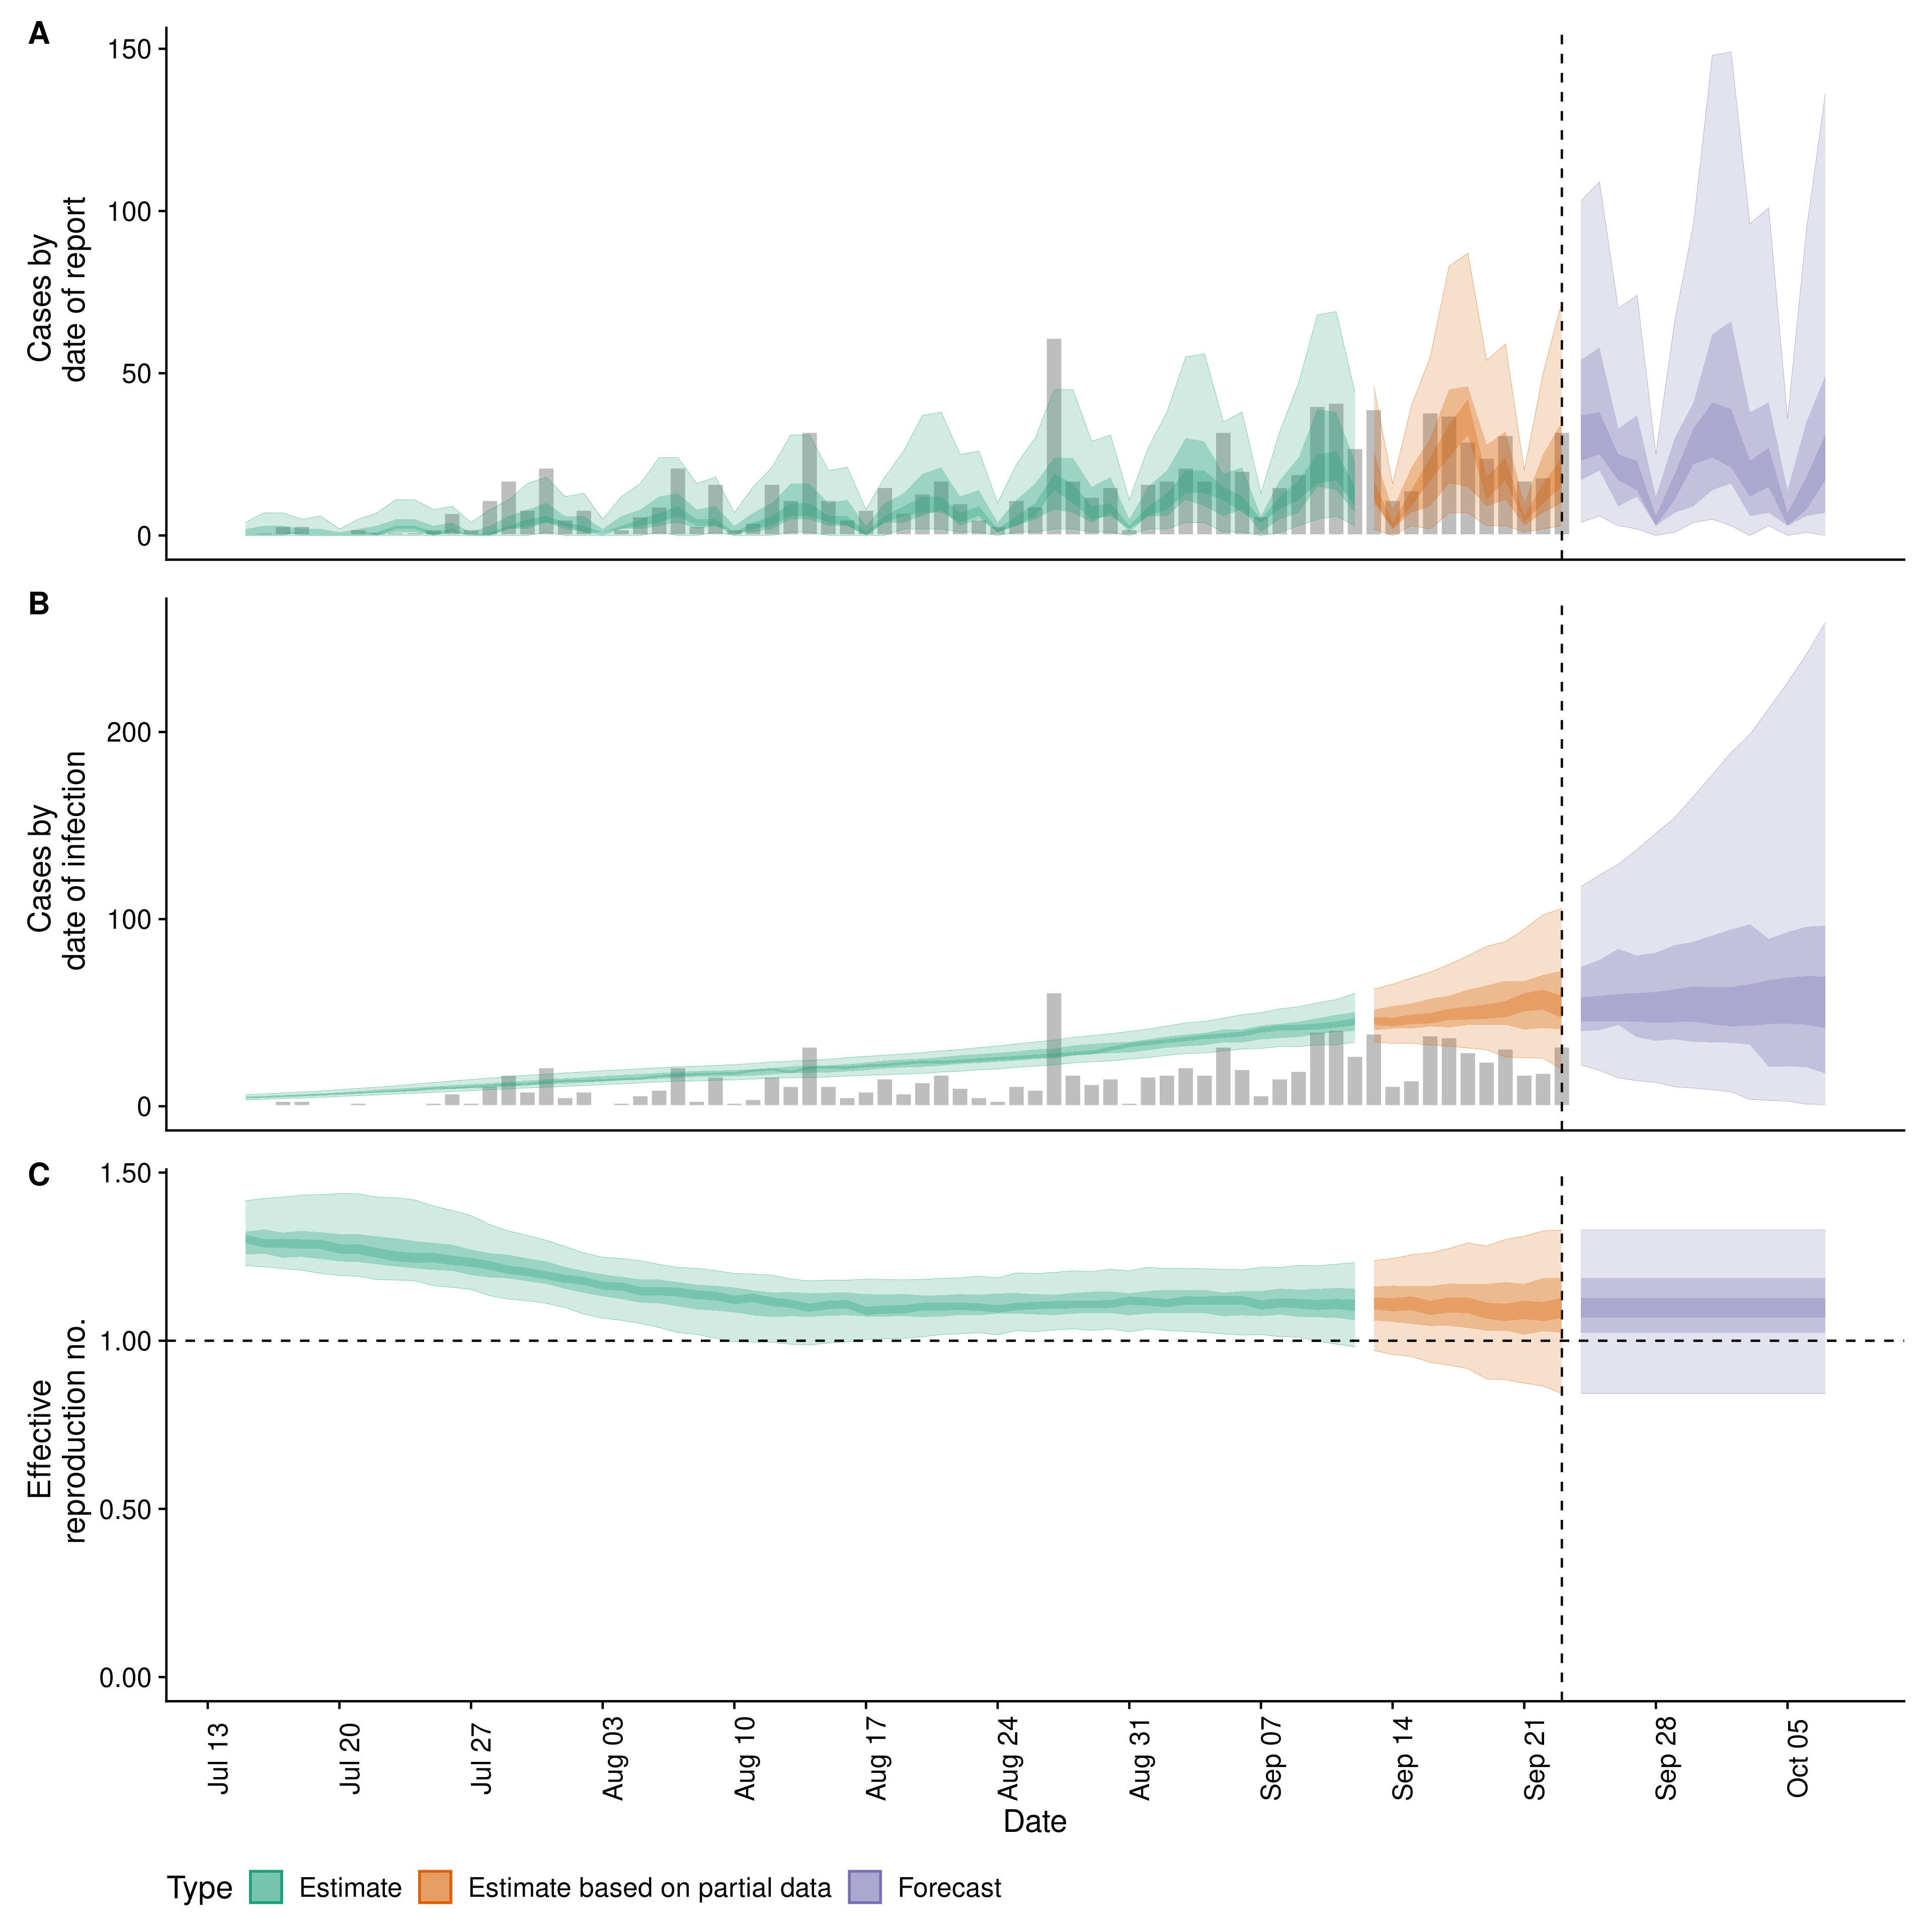 A
150
100
50
0
Cases by
date of report
B
200
100
0
Cases by
date of infection
C
1.50
1.00
0.50
0.00
Effective
reproduction no.
Jul 13
Jul 20
Jul 27
Aug 03
Aug 10
Aug 17
Aug 24
Aug 31
Sep 07
Sep 14
Sep 21
Sep 28
Oct 05
Date
Type
Estimate
Estimate based on partial data
Forecast